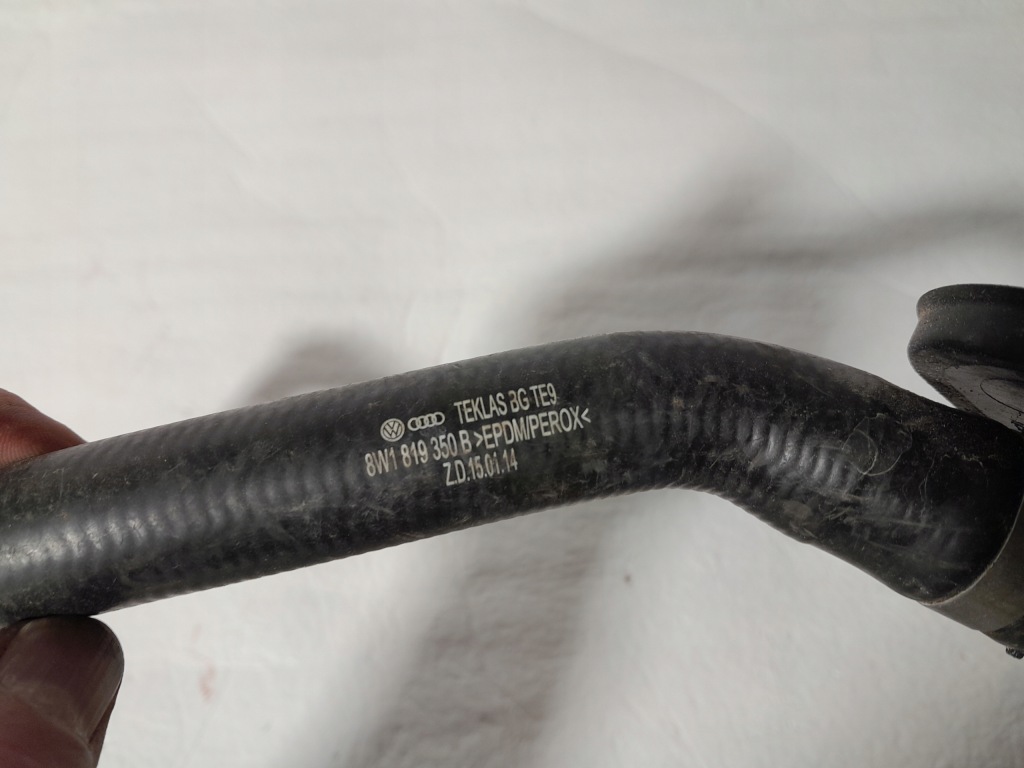 TEKLAS BG TE9
8W1 819 350 B >EPDM/PEROX<
Z.D.15.01.14